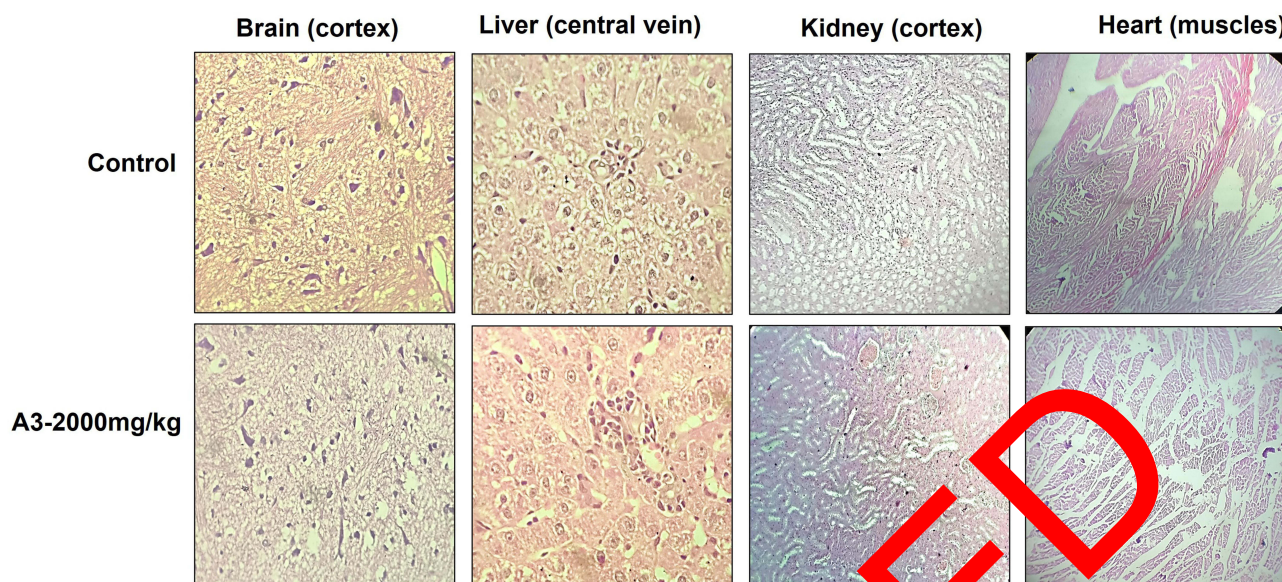 Brain (cortex) Liver (central vein) Kidney (cortex) Heart (muscles)
Control
A3-2000mg/kg